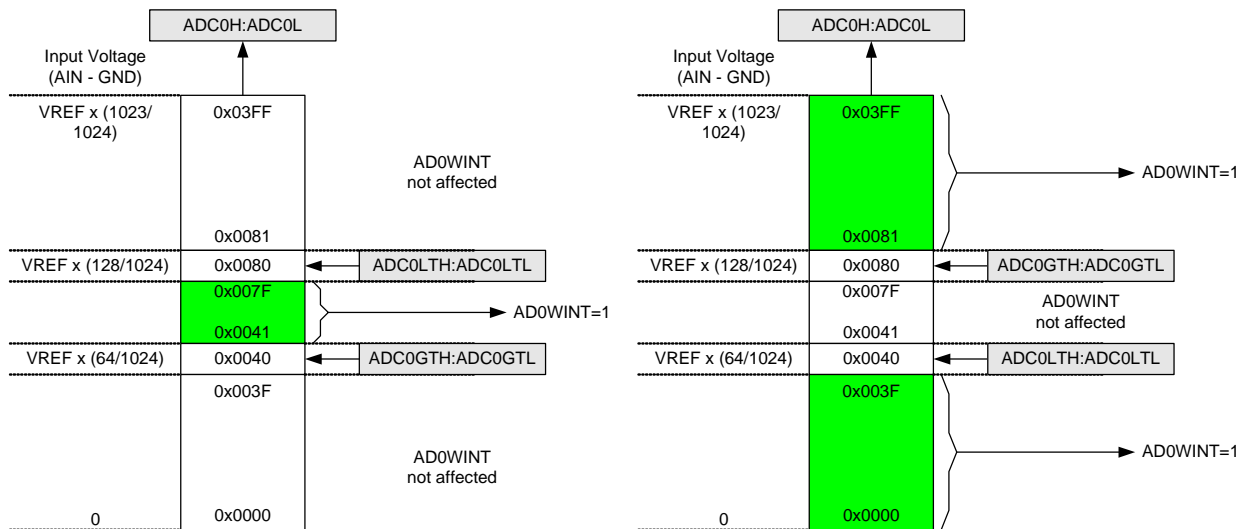 ADC0H:ADC0L
Input Voltage
(AIN - GND)
VREF x (1023/
1024)
0x03FF
AD0WINT
not affected
0x0081
VREF x (128/1024)
0x0080
ADC0LTH:ADC0LTL
0x007F
AD0WINT=1
0x0041
VREF x (64/1024)
0x0040
ADC0GTH:ADC0GTL
0x003F
AD0WINT
not affected
0
0x0000
ADC0H:ADC0L
Input Voltage
(AIN - GND)
VREF x (1023/
1024)
0x03FF
AD0WINT=1
0x0081
VREF x (128/1024)
0x0080
ADC0GTH:ADC0GTL
0x007F
AD0WINT
not affected
0x0041
VREF x (64/1024)
0x0040
ADC0LTH:ADC0LTL
0x003F
AD0WINT=1
0
0x0000